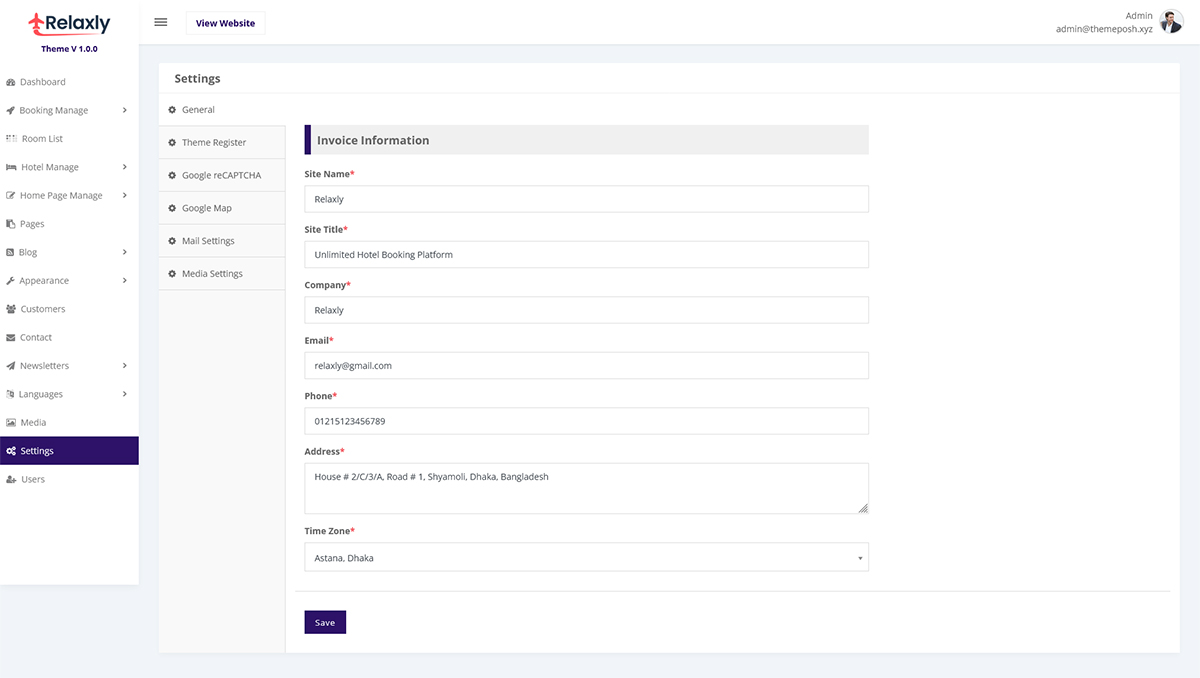 Relaxly
Theme V 1.0.0
View Website
Admin
admin@themeposh.xyz
Dashboard
Booking Manage
Room List
Hotel Manage
Home Page Manage
Pages
Blog
Appearance
Customers
Contact
Newsletters
Languages
Media
Settings
Users
Settings
General
Theme Register
Google reCAPTCHA
Google Map
Mail Settings
Media Settings
Invoice Information
Site Name*
Relaxly
Site Title*
Unlimited Hotel Booking Platform
Company*
Relaxly
Email*
relaxly@gmail.com
Phone*
01215123456789
Address*
House # 2/C/3/A, Road # 1, Shyamoli, Dhaka, Bangladesh
Time Zone*
Astana, Dhaka
Save